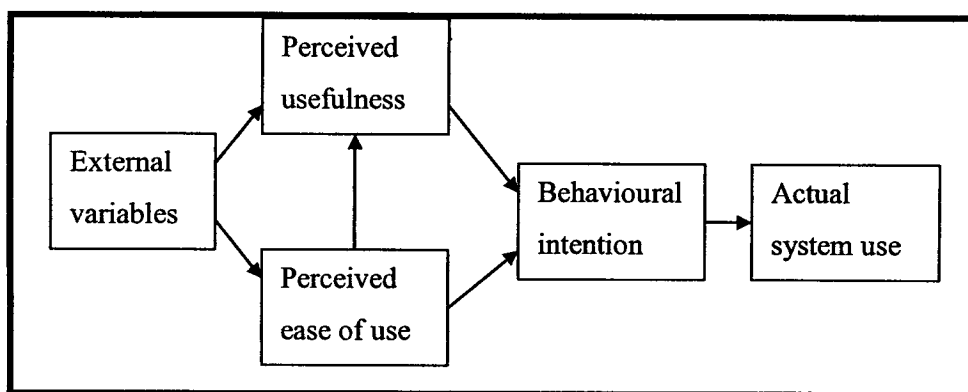 Perceived
usefulness
External
variables
Perceived
ease of use
Behavioural
intention
Actual
system use